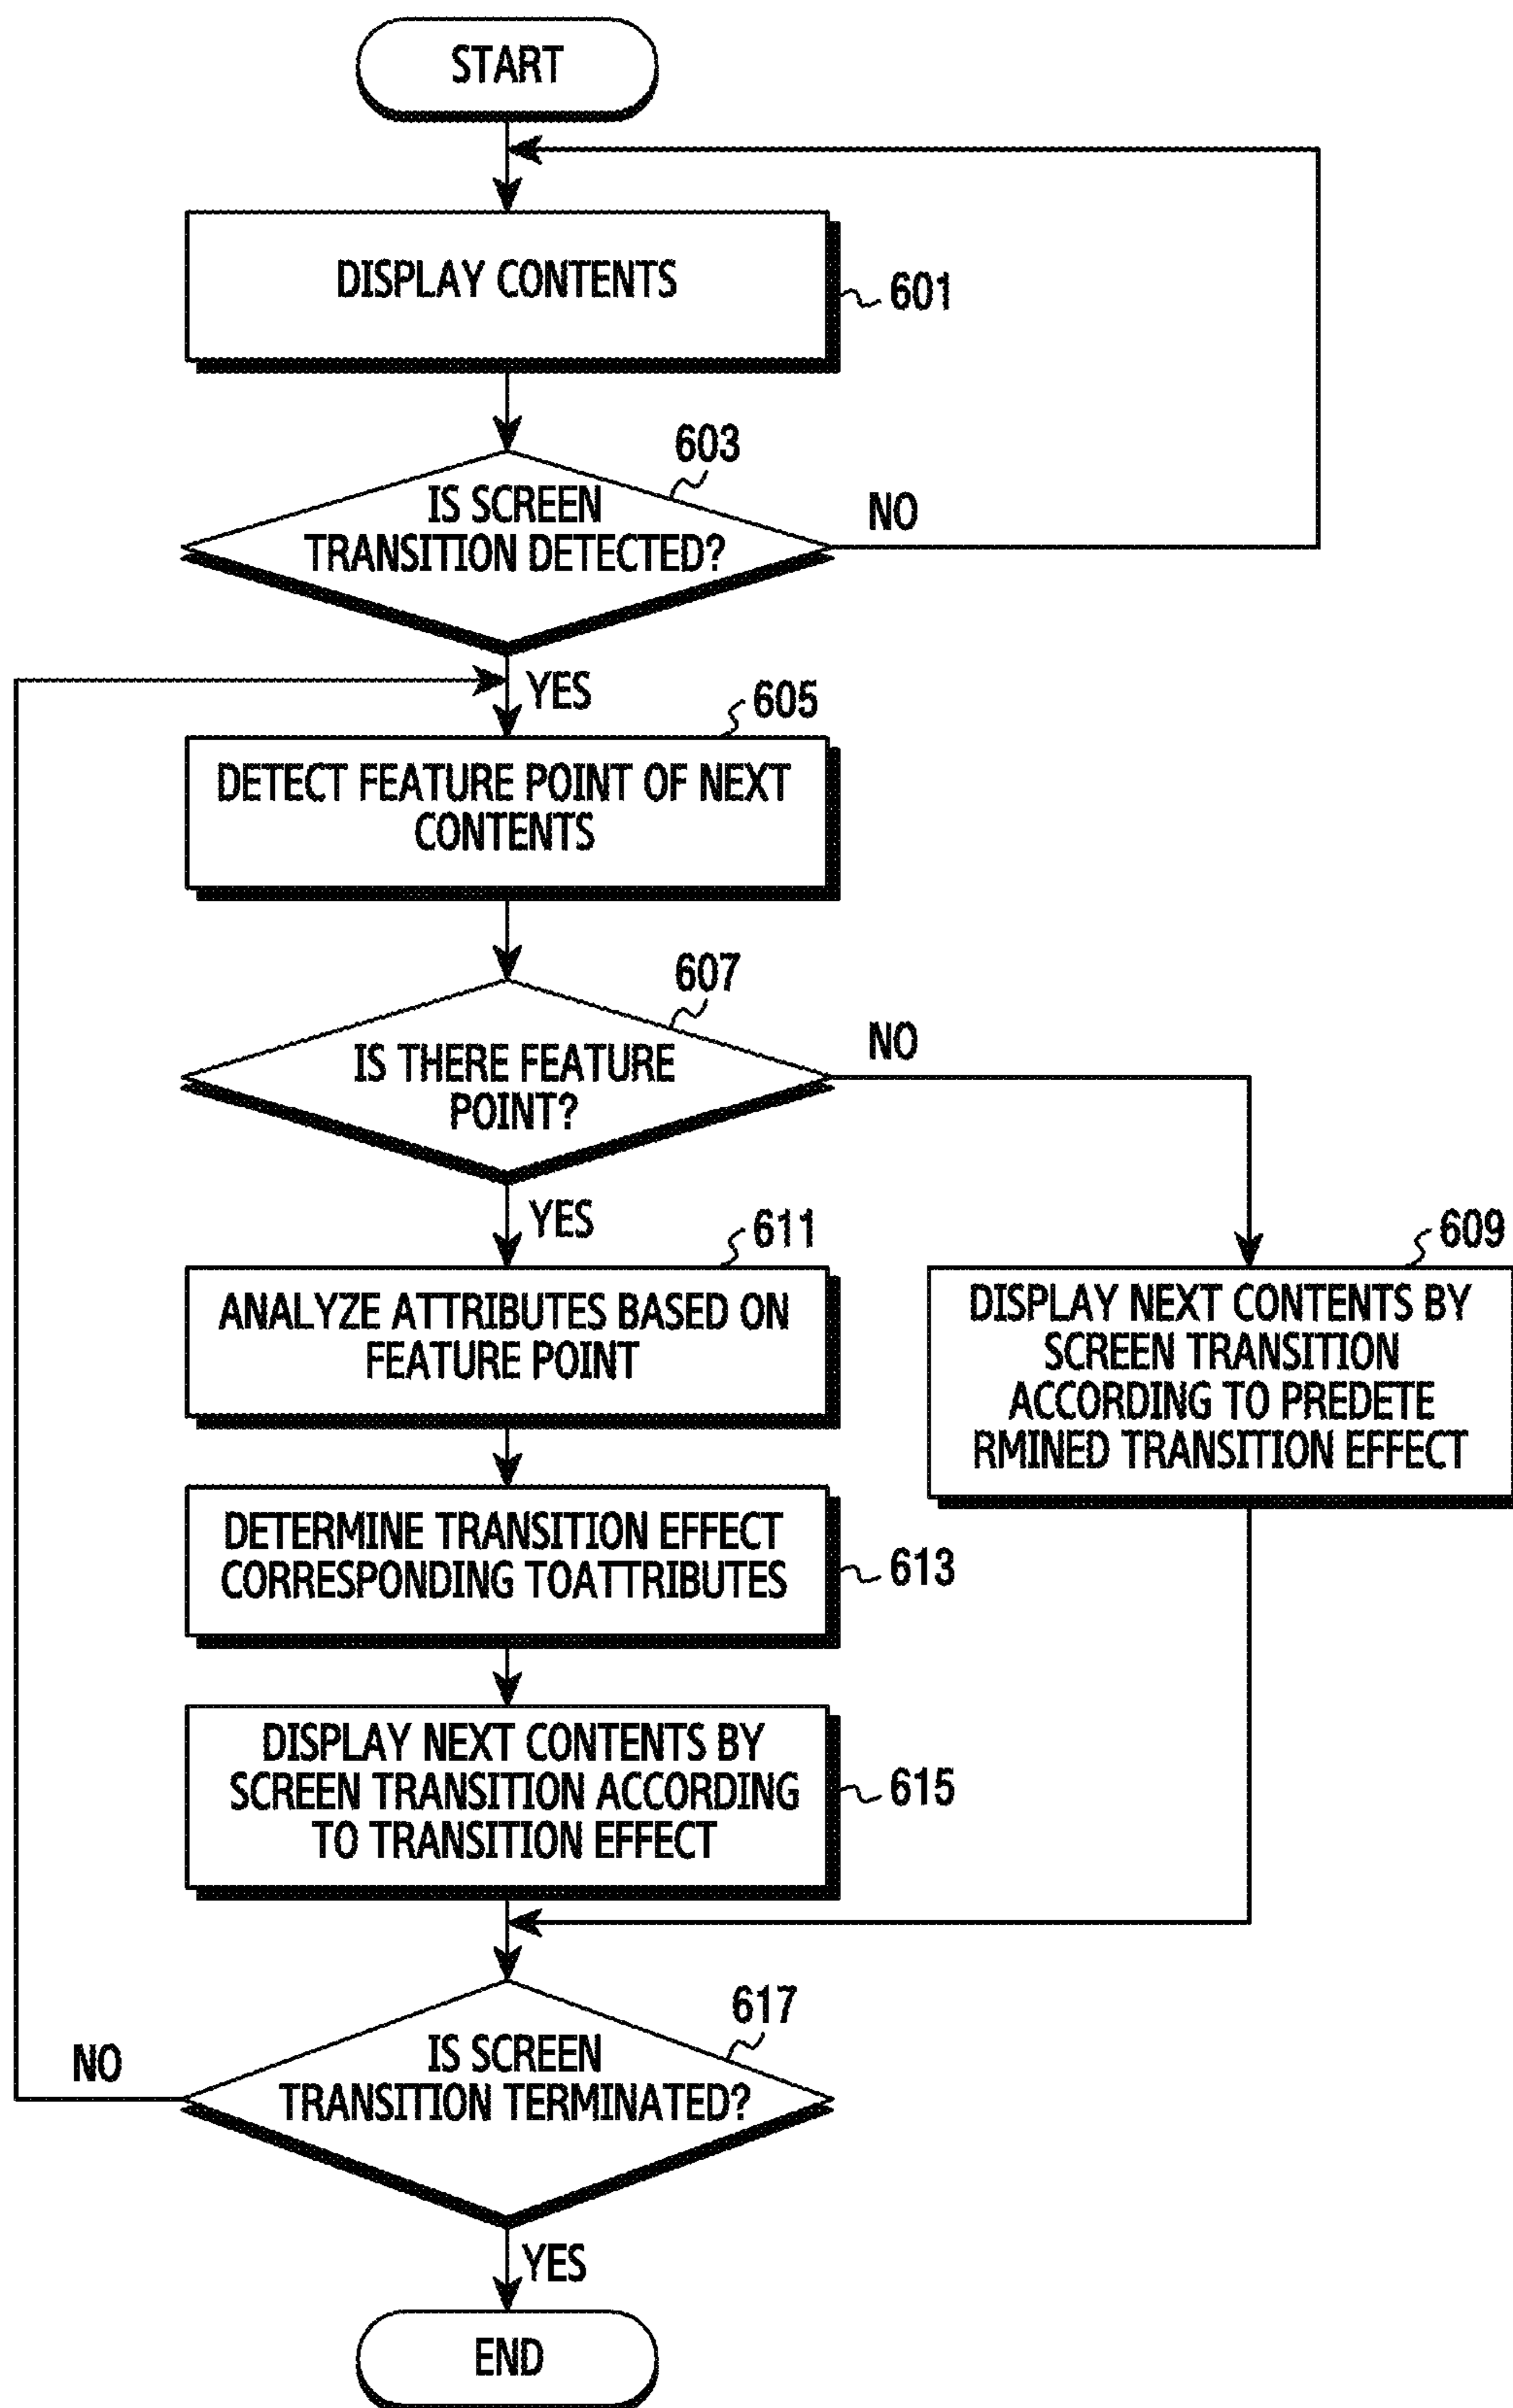 START
DISPLAY CONTENTS
601
603
IS SCREEN
TRANSITION DETECTED?
NO
YES
605
DETECT FEATURE POINT OF NEXT
CONTENTS
607
IS THERE FEATURE
POINT?
NO
YES
611
ANALYZE ATTRIBUTES BASED ON
FEATURE POINT
609
DISPLAY NEXT CONTENTS BY
SCREEN TRANSITION
ACCORDING TO PREDETE
RMINED TRANSITION EFFECT
DETERMINE TRANSITION EFFECT
CORRESPONDING TOATTRIBUTES
613
DISPLAY NEXT CONTENTS BY
SCREEN TRANSITION ACCORDING
TO TRANSITION EFFECT
615
617
IS SCREEN
TRANSITION TERMINATED?
NO
YES
END